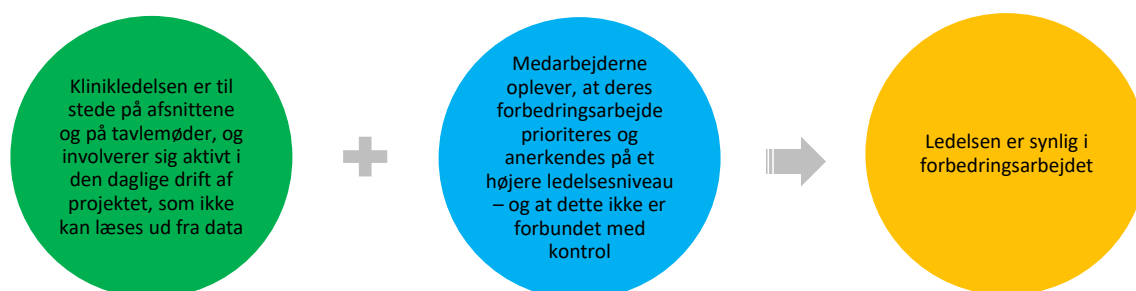 Klinikledelsen er til
stede på afsnittene
og på tavlemøder, og
involverer sig aktivt i
den daglige drift af
projektet, som ikke
kan læses ud fra data
Medarbejderne
oplever, at deres
forbedringsarbejde
prioriteres og
anerkendes på et
højere ledelsesniveau
– og at dette ikke er
forbundet med
kontrol
Ledelsen er synlig i
forbedringsarbejdet